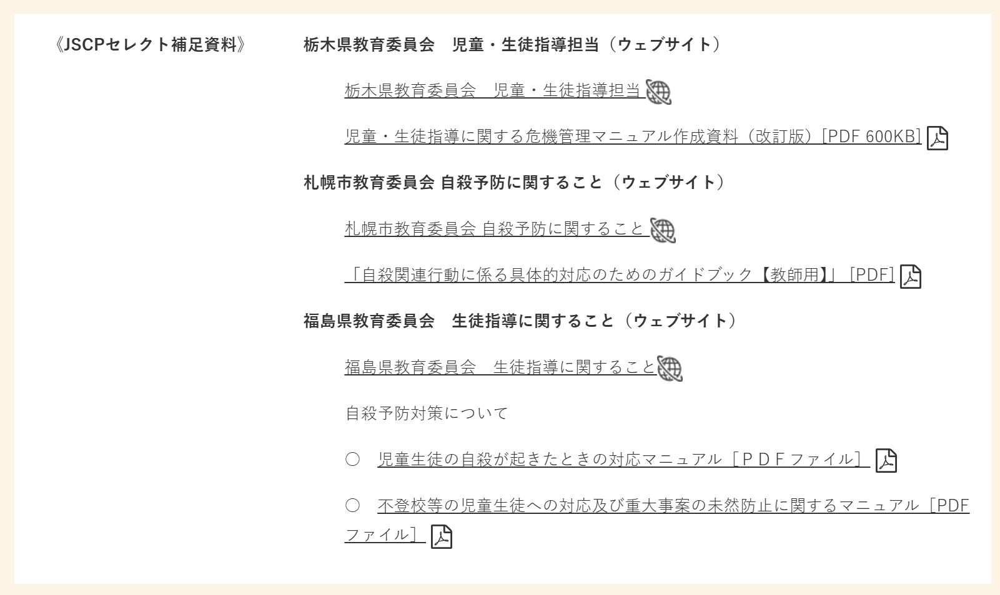 《JSCPセレクト補足資料》 栃木県教育委員会　児童・生徒指導担当（ウェブサイト）
栃木県教育委員会　児童・生徒指導担当
児童・生徒指導に関する危機管理マニュアル作成資料（改訂版）[PDF 600KB]
札幌市教育委員会 自殺予防に関すること（ウェブサイト）
札幌市教育委員会 自殺予防に関すること
「自殺関連行動に係る具体的対応のためのガイドブック【教師用】」 [PDF]
福島県教育委員会　生徒指導に関すること（ウェブサイト）
福島県教育委員会　生徒指導に関すること
自殺予防対策について
○　児童生徒の自殺が起きたときの対応マニュアル［ＰＤＦファイル］
○　不登校等の児童生徒への対応及び重大事案の未然防止に関するマニュアル［PDF
ファイル］